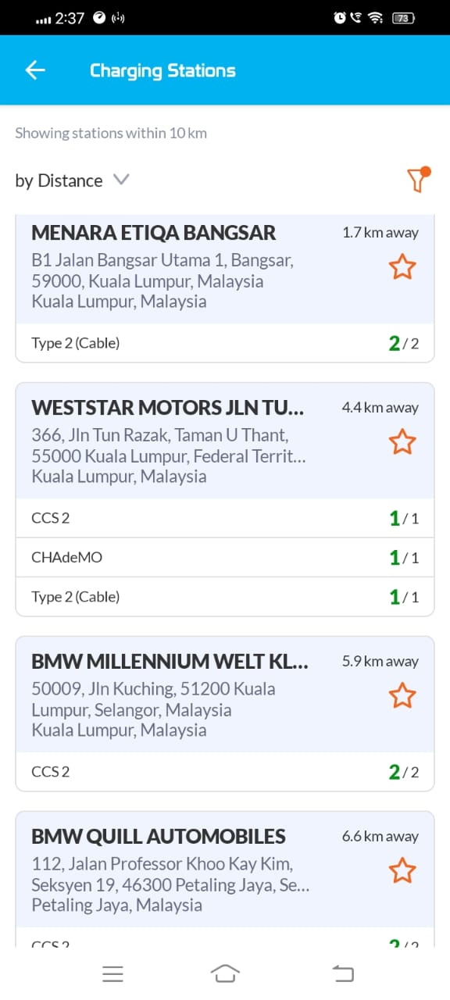 2:37
73
Charging Stations
Showing stations within 10 km
by Distance
MENARA ETIQA BANGSAR
1.7 km away
B1 Jalan Bangsar Utama 1, Bangsar,
59000, Kuala Lumpur, Malaysia
Kuala Lumpur, Malaysia
Type 2 (Cable)
2/2
WESTSTAR MOTORS JLN TU...
4.4 km away
366, Jln Tun Razak, Taman U Thant,
55000 Kuala Lumpur, Federal Territ...
Kuala Lumpur, Malaysia
CCS 2
1/1
CHAdeMO
1/1
Type 2 (Cable)
1/1
BMW MILLENNIUM WELT KL...
5.9 km away
50009, Jln Kuching, 51200 Kuala
Lumpur, Selangor, Malaysia
Kuala Lumpur, Malaysia
CCS 2
2/2
BMW QUILL AUTOMOBILES
6.6 km away
112, Jalan Professor Khoo Kay Kim,
Seksyen 19, 46300 Petaling Jaya, Se...
Petaling Jaya, Malaysia
CCS 2
2/2